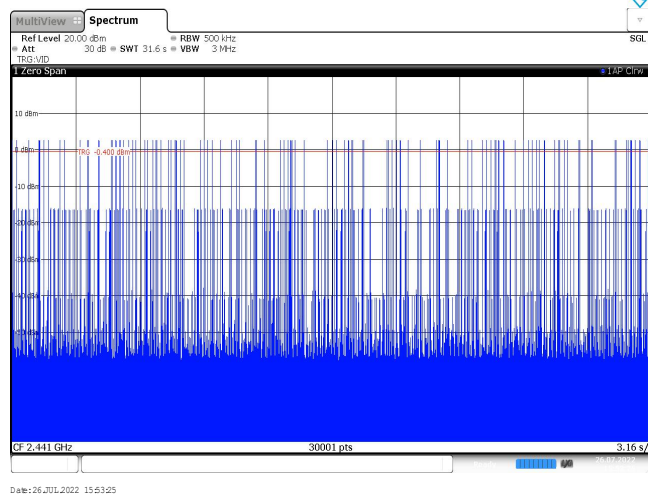 MultiView Spectrum
Ref Level 20.00 dBm RBW 500 kHz SGL
Att 30 dB SWT 31.6 s VBW 3 MHz
TRG:VID
1 Zero Span 1AP Clrw
10 dBm
0 dBm
TRG -0.400 dBm
-10 dBm
-20 dBm
-30 dBm
-40 dBm
-50 dBm
CF 2.441 GHz 30001 pts 3.16 s/
Date: 26.JUL.2022 15:53:25